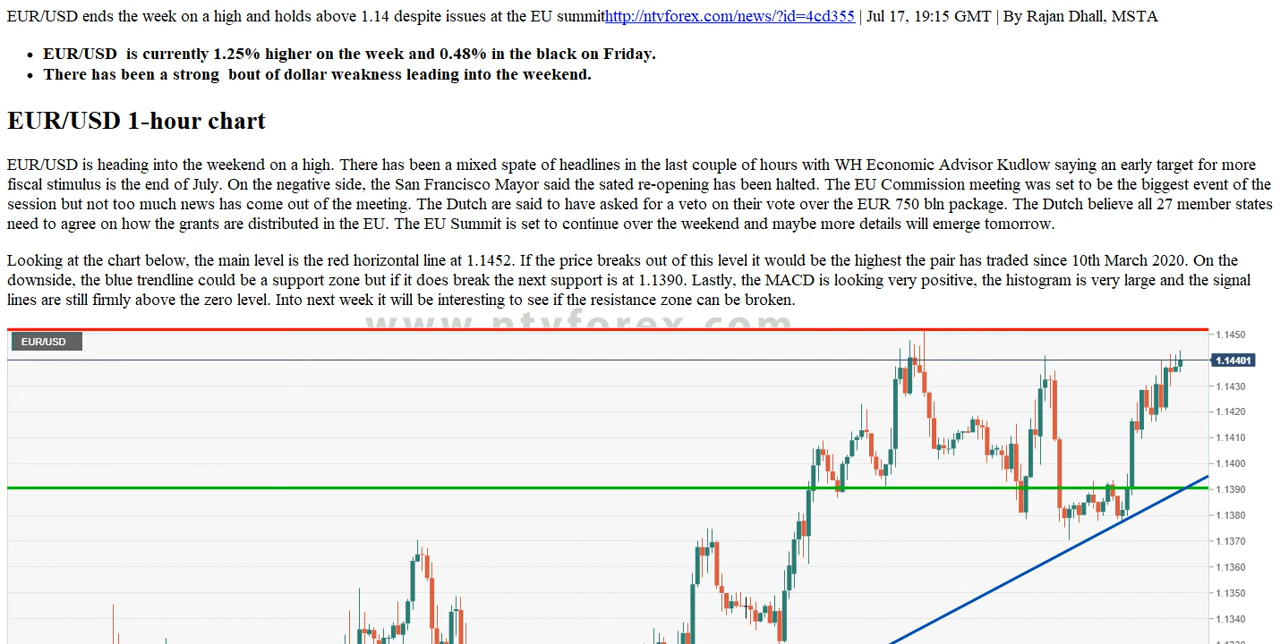 EUR/USD ends the week on a high and holds above 1.14 despite issues at the EU summithttp://ntvforex.com/news/?id=4cd355 | Jul 17, 19:15 GMT | By Rajan Dhall, MSTA
• EUR/USD  is currently 1.25% higher on the week and 0.48% in the black on Friday.
• There has been a strong  bout of dollar weakness leading into the weekend.
EUR/USD 1-hour chart
EUR/USD is heading into the weekend on a high. There has been a mixed spate of headlines in the last couple of hours with WH Economic Advisor Kudlow saying an early target for more
fiscal stimulus is the end of July. On the negative side, the San Francisco Mayor said the sated re-opening has been halted. The EU Commission meeting was set to be the biggest event of the
session but not too much news has come out of the meeting. The Dutch are said to have asked for a veto on their vote over the EUR 750 bln package. The Dutch believe all 27 member states
need to agree on how the grants are distributed in the EU. The EU Summit is set to continue over the weekend and maybe more details will emerge tomorrow.
Looking at the chart below, the main level is the red horizontal line at 1.1452. If the price breaks out of this level it would be the highest the pair has traded since 10th March 2020. On the
downside, the blue trendline could be a support zone but if it does break the next support is at 1.1390. Lastly, the MACD is looking very positive, the histogram is very large and the signal
lines are still firmly above the zero level. Into next week it will be interesting to see if the resistance zone can be broken.
www.ntvforex.com
EUR/USD
1.1450
1.14401
1.1430
1.1420
1.1410
1.1400
1.1390
1.1380
1.1370
1.1360
1.1350
1.1340